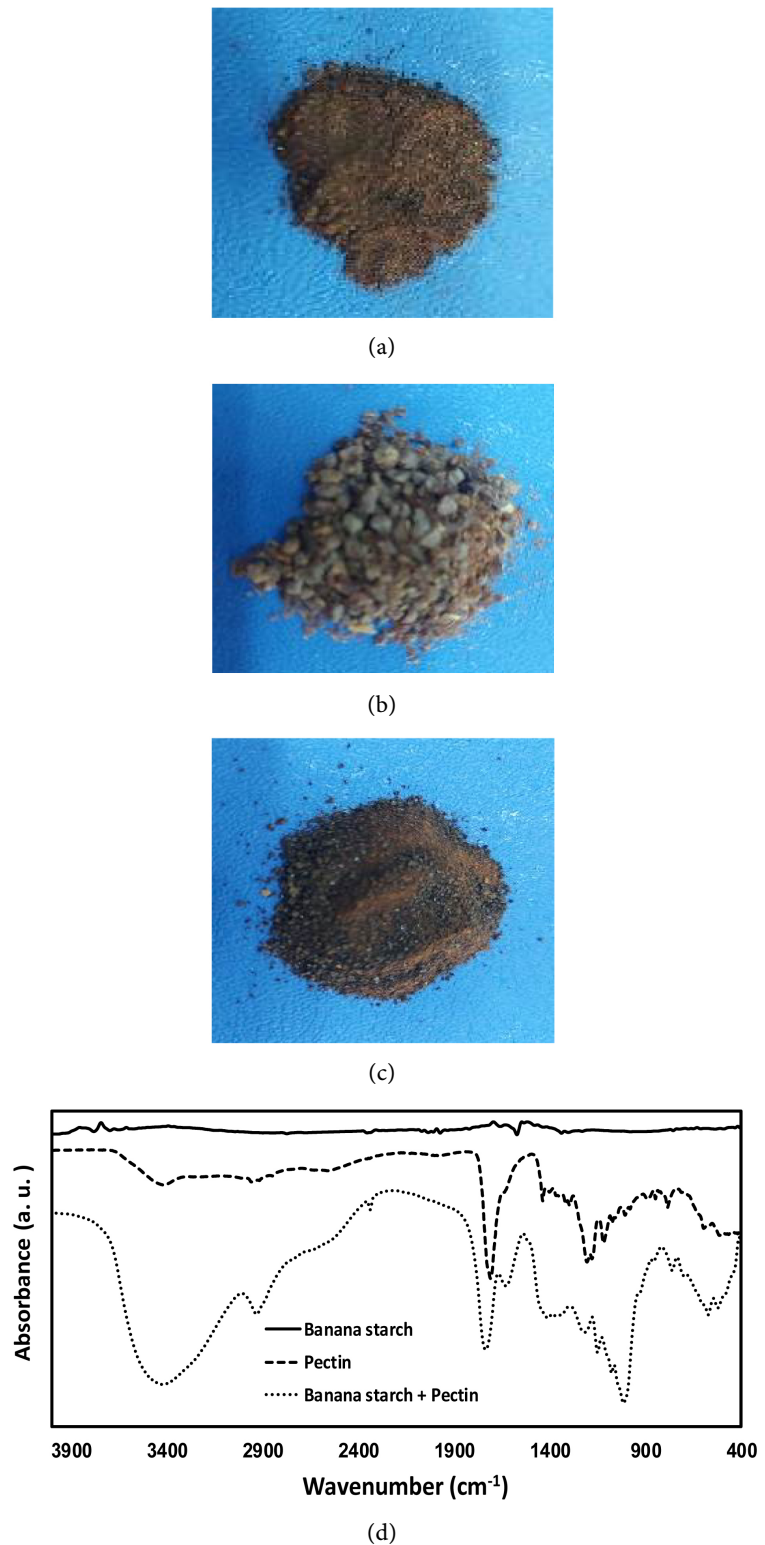 (a)
(b)
(c)
Absorbance (a. u. )
Banana starch
Pectin
Banana starch + Pectin
3900 3400 2900 2400 1900 1400 900 400
Wavenumber (cm-1)
(d)